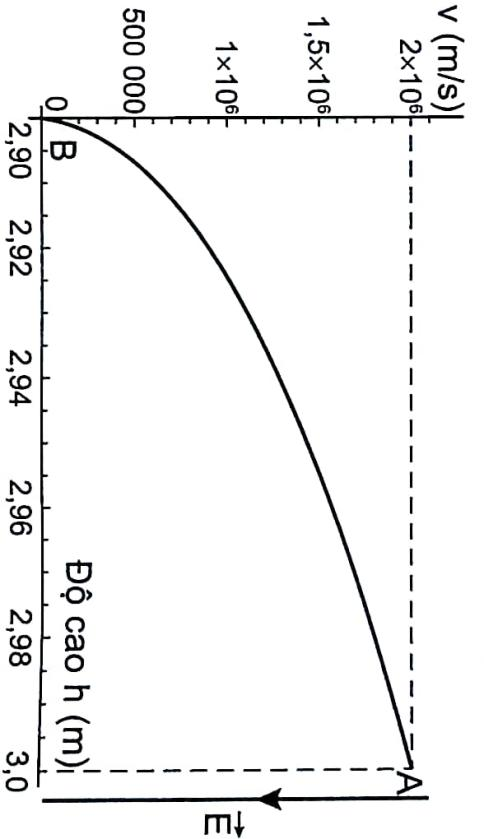 v (m/s)
2×10⁶
A
1,5×10⁶
E⃗
1×10⁶
500 000
Độ cao h (m)
B
0
2,90 2,92 2,94 2,96 2,98 3,0